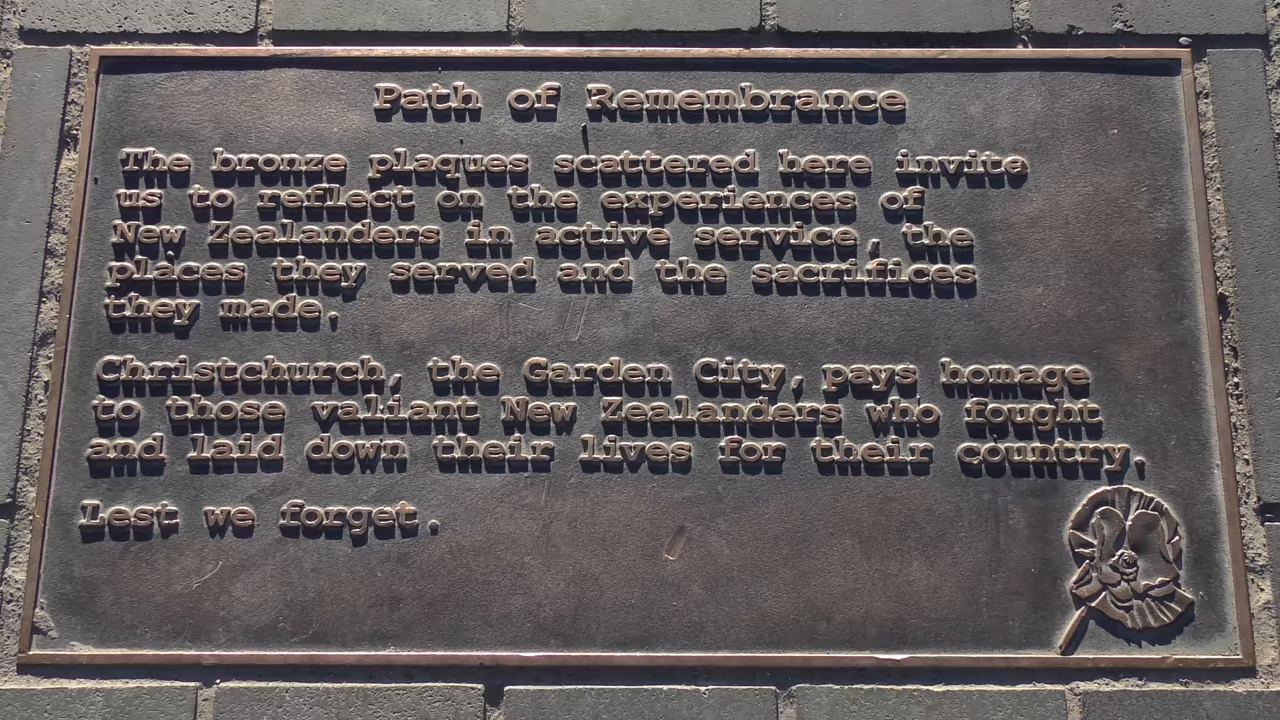 Path of Remembrance
The bronze plaques scattered here invite
us to reflect on the experiences of
New Zealanders in active service, the
places they served and the sacrifices
they made.
Christchurch, the Garden City, pays homage
to those valiant New Zealanders who fought
and laid down their lives for their country.
Lest we forget.